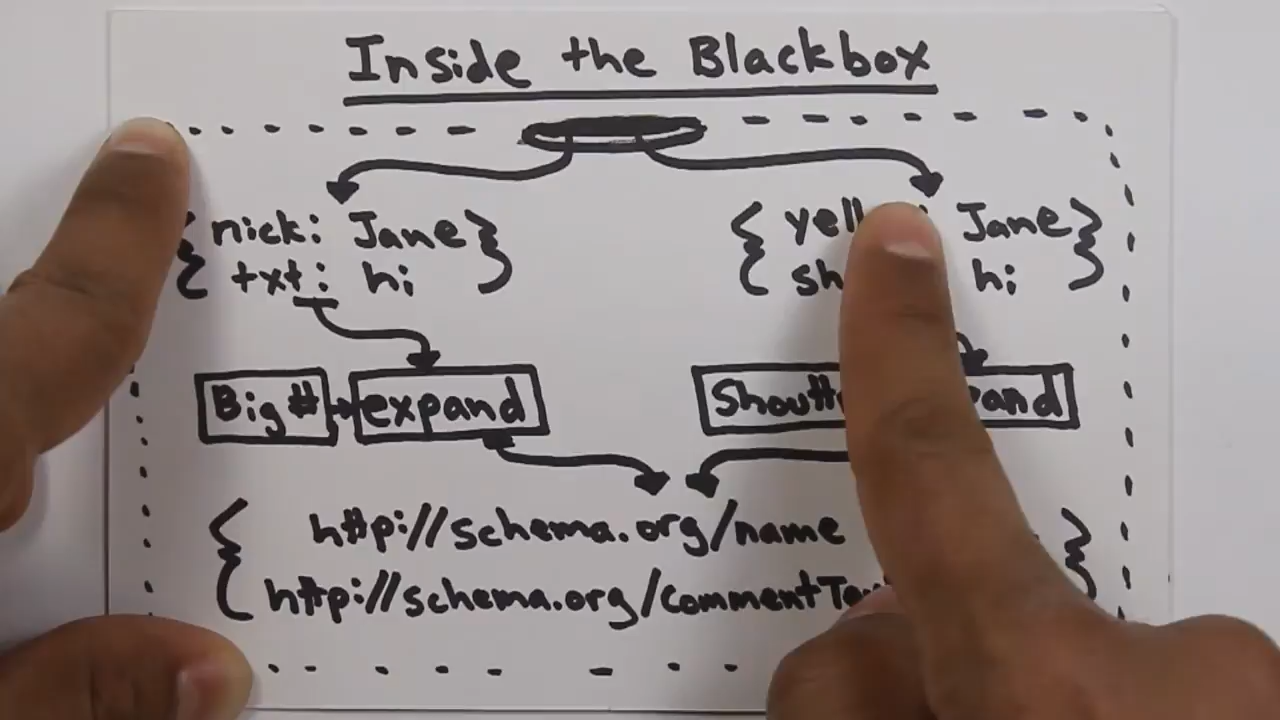 Inside the Blackbox
{ nick: Jane }
{ txt: hi }
{ yell Jane }
{ sh hi }
Big# expand
Shoutt and
{ http://schema.org/name }
{ http://schema.org/CommentTe }